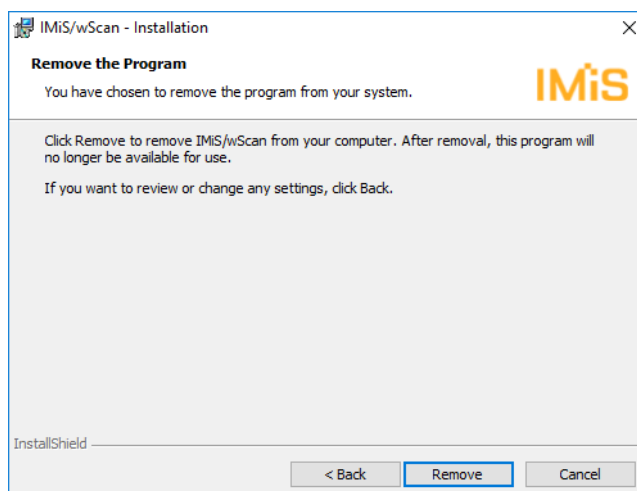 IMiS/wScan - Installation
Remove the Program
You have chosen to remove the program from your system.
IMiS
Click Remove to remove IMiS/wScan from your computer. After removal, this program will
no longer be available for use.
If you want to review or change any settings, click Back.
InstallShield
< Back
Remove
Cancel